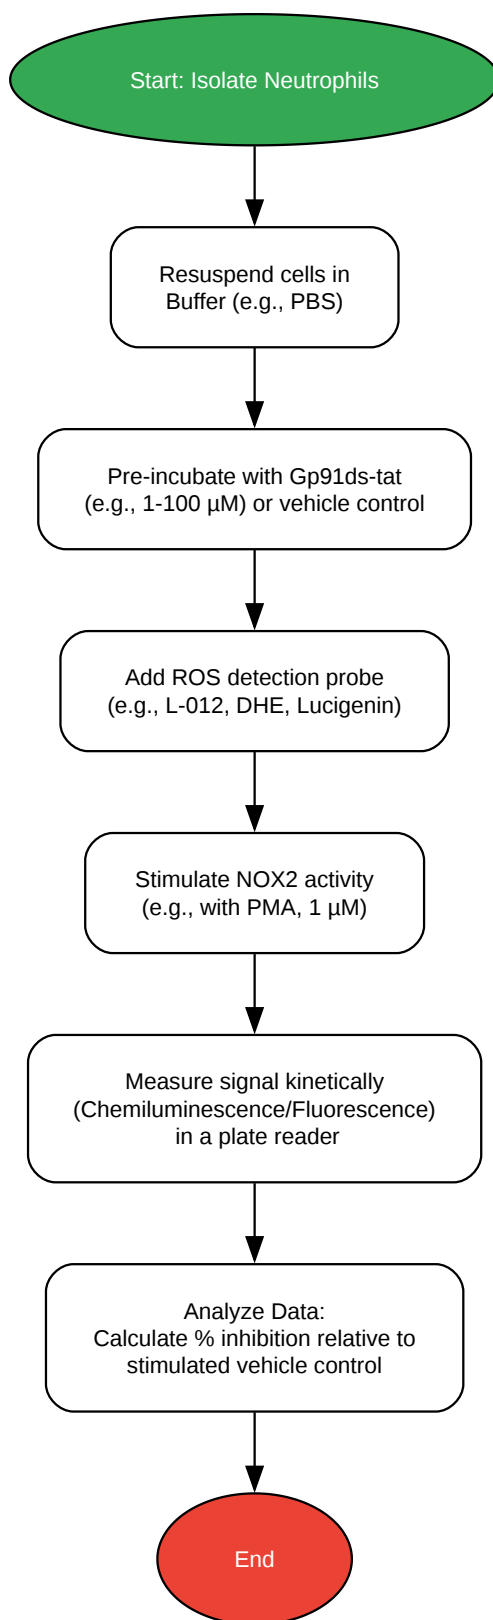 Start: Isolate Neutrophils
Resuspend cells in
Buffer (e.g., PBS)
Pre-incubate with Gp91ds-tat
(e.g., 1-100 µM) or vehicle control
Add ROS detection probe
(e.g., L-012, DHE, Lucigenin)
Stimulate NOX2 activity
(e.g., with PMA, 1 µM)
Measure signal kinetically
(Chemiluminescence/Fluorescence)
in a plate reader
Analyze Data:
Calculate % inhibition relative to
stimulated vehicle control
End